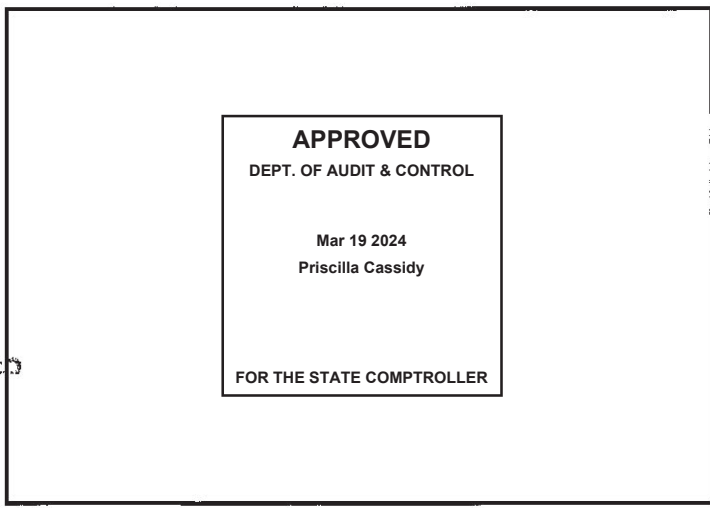 APPROVED
DEPT. OF AUDIT & CONTROL
Mar 19 2024
Priscilla Cassidy
FOR THE STATE COMPTROLLER